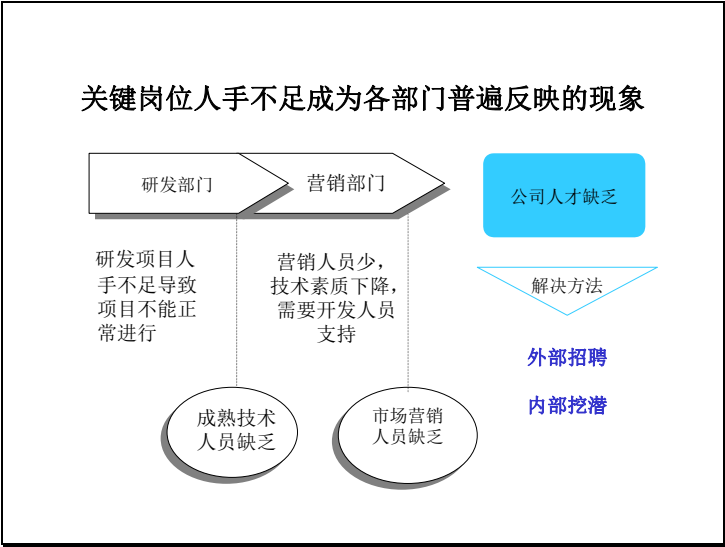 关键岗位人手不足成为各部门普遍反映的现象
研发部门
营销部门
公司人才缺乏
研发项目人
手不足导致
项目不能正
常进行
营销人员少，
技术素质下降，
需要开发人员
支持
解决方法
外部招聘
内部挖潜
成熟技术
人员缺乏
市场营销
人员缺乏